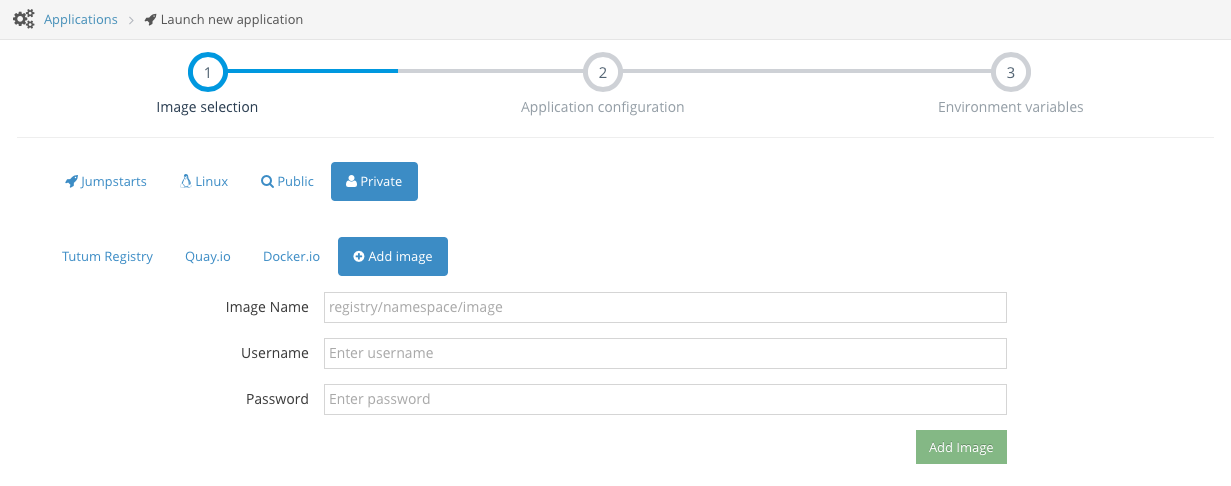 Applications > Launch new application
1 2 3
Image selection Application configuration Environment variables
Jumpstarts Linux Public Private
Tutum Registry Quay.io Docker.io Add image
Image Name registry/namespace/image
Username Enter username
Password Enter password
Add Image